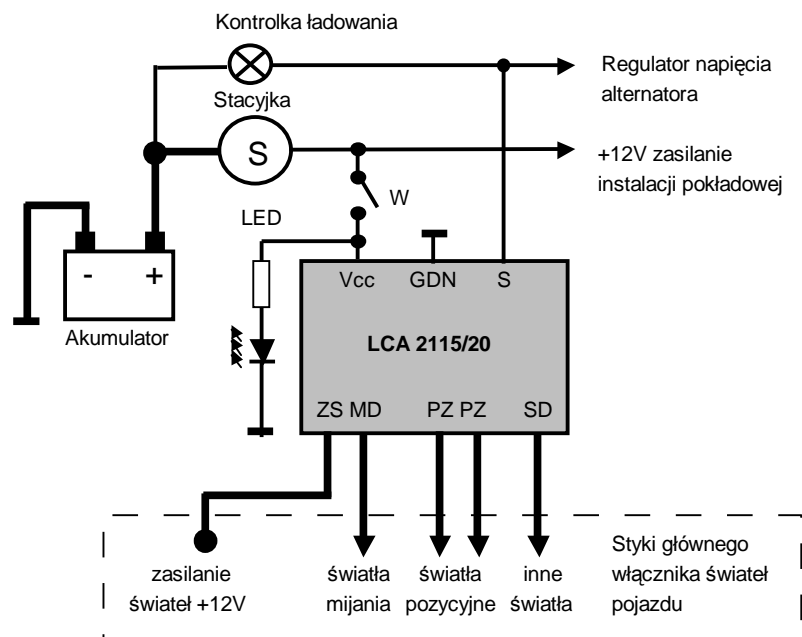 Kontrolka ładowania
Regulator napięcia
alternatora
Stacyjka
S
+12V zasilanie
instalacji pokładowej
W
LED
- +
Akumulator
Vcc GDN S
LCA 2115/20
ZS MD PZ PZ SD
zasilanie
świateł +12V
światła
mijania
światła
pozycyjne
inne
światła
Styki głównego
włącznika świateł
pojazdu